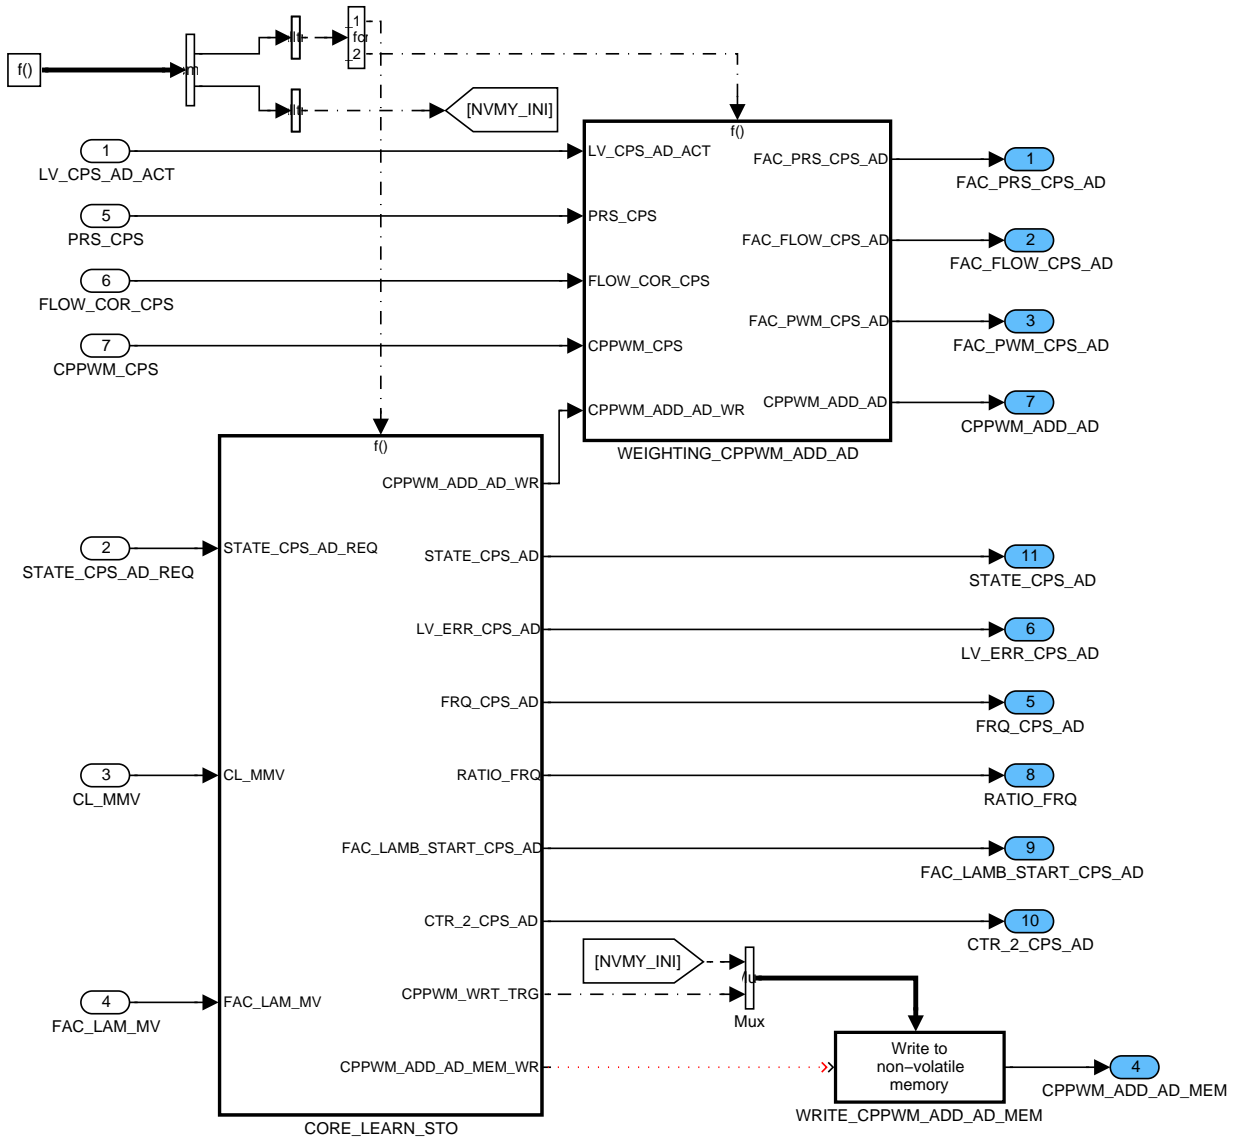 _1
fcn
_2
f()
[NVMY_INI]
f()
1
LV_CPS_AD_ACT
LV_CPS_AD_ACT
FAC_PRS_CPS_AD
1
FAC_PRS_CPS_AD
5
PRS_CPS
PRS_CPS
FAC_FLOW_CPS_AD
2
FAC_FLOW_CPS_AD
6
FLOW_COR_CPS
FLOW_COR_CPS
FAC_PWM_CPS_AD
3
FAC_PWM_CPS_AD
7
CPPWM_CPS
CPPWM_CPS
CPPWM_ADD_AD_WR
CPPWM_ADD_AD
7
CPPWM_ADD_AD
WEIGHTING_CPPWM_ADD_AD
f()
CPPWM_ADD_AD_WR
2
STATE_CPS_AD_REQ
STATE_CPS_AD_REQ
STATE_CPS_AD
11
STATE_CPS_AD
LV_ERR_CPS_AD
6
LV_ERR_CPS_AD
FRQ_CPS_AD
5
FRQ_CPS_AD
3
CL_MMV
CL_MMV
RATIO_FRQ
8
RATIO_FRQ
FAC_LAMB_START_CPS_AD
9
FAC_LAMB_START_CPS_AD
CTR_2_CPS_AD
10
CTR_2_CPS_AD
[NVMY_INI]
4
FAC_LAM_MV
FAC_LAM_MV
CPPWM_WRT_TRG
Mux
CPPWM_ADD_AD_MEM_WR
Write to
non−volatile
memory
4
CPPWM_ADD_AD_MEM
WRITE_CPPWM_ADD_AD_MEM
CORE_LEARN_STO